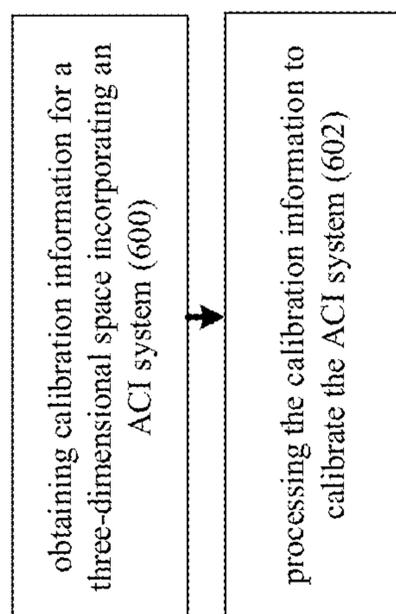 obtaining calibration information for a
three-dimensional space incorporating an
ACI system (600)
processing the calibration information to
calibrate the ACI system (602)